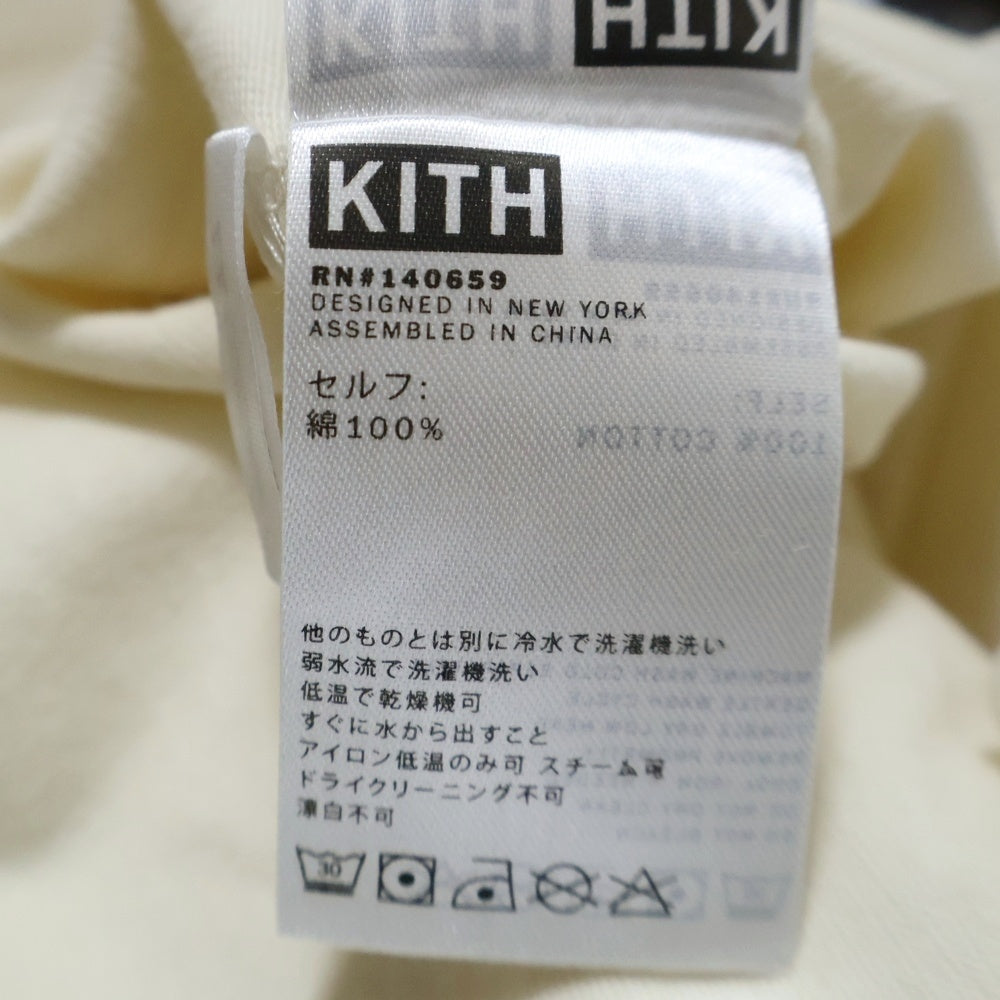 KITH
KITH
RN#140659
DESIGNED IN NEW YORK
ASSEMBLED IN CHINA
セルフ:
綿100%
他のものとは別に冷水で洗濯機洗い
弱水流で洗濯機洗い
低温で乾燥機可
すぐに水から出すこと
アイロン低温のみ可 スチーム可
ドライクリーニング不可
漂白不可
30